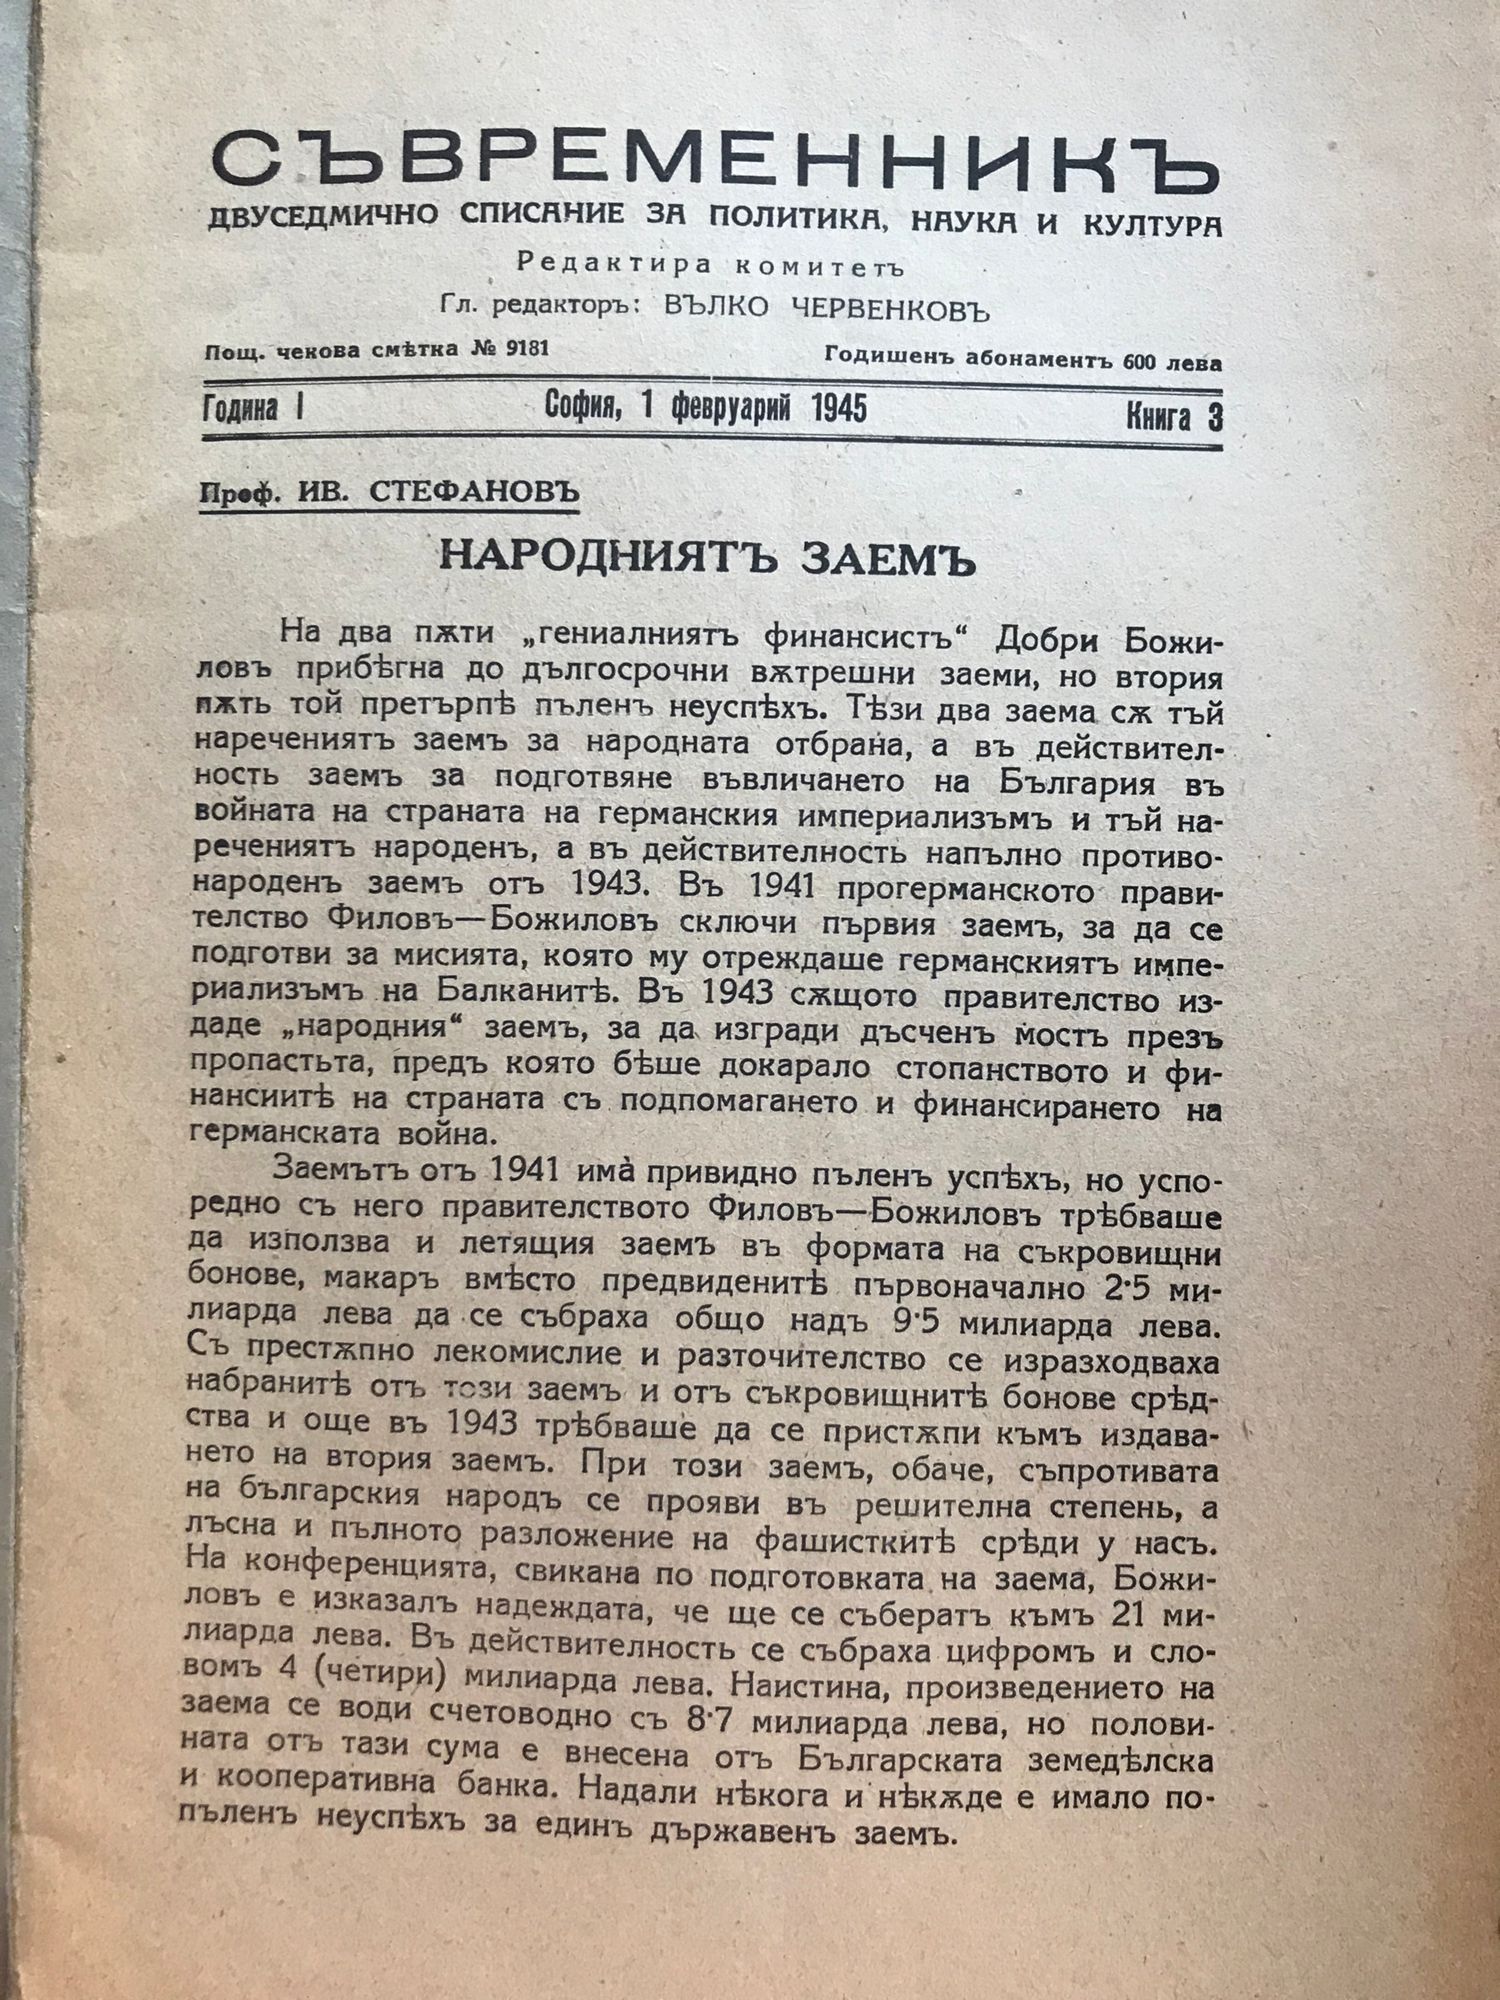 СЪВРЕМЕННИКЪ
ДВУСЕДМИЧНО СПИСАНИЕ ЗА ПОЛИТИКА, НАУКА И КУЛТУРА
Редактира комитетъ
Гл. редакторъ: ВЪЛКО ЧЕРВЕНКОВЪ
Пощ. чекова смѣтка № 9181 Годишенъ абонаментъ 600 лева
Година I София, 1 февруарий 1945 Книга 3
Проф. ИВ. СТЕФАНОВЪ
НАРОДНИЯТЪ ЗАЕМЪ
На два пѫти „гениалниятъ финансистъ“ Добри Божи-
ловъ прибѣгна до дългосрочни вѫтрешни заеми, но втория
пѫть той претърпѣ пъленъ неуспѣхъ. Тѣзи два заема сѫ тъй
наречениятъ заемъ за народната отбрана, а въ действител-
ность заемъ за подготвяне въвличането на България въ
войната на страната на германския империализъмъ и тъй на-
речениятъ народенъ, а въ действителность напълно противо-
народенъ заемъ отъ 1943. Въ 1941 прогерманското прави-
телство Филовъ—Божиловъ сключи първия заемъ, за да се
подготви за мисията, която му отреждаше германскиятъ импе-
риализъмъ на Балканитѣ. Въ 1943 сѫщото правителство из-
даде „народния“ заемъ, за да изгради дъсченъ мостъ презъ
пропастьта, предъ която бѣше докарало стопанството и фи-
нансиитѣ на страната съ подпомагането и финансирането на
германската война.
Заемътъ отъ 1941 има̀ привидно пъленъ успѣхъ, но успо-
редно съ него правителството Филовъ—Божиловъ трѣбваше
да използва и летящия заемъ въ формата на съкровищни
бонове, макаръ вмѣсто предвиденитѣ първоначално 2·5 ми-
лиарда лева да се събраха общо надъ 9·5 милиарда лева.
Съ престѫпно лекомислие и разточителство се изразходваха
набранитѣ отъ този заемъ и отъ съкровищнитѣ бонове срѣд-
ства и още въ 1943 трѣбваше да се пристѫпи къмъ издава-
нето на втория заемъ. При този заемъ, обаче, съпротивата
на българския народъ се прояви въ решителна степень, а
лъсна и пълното разложение на фашисткитѣ срѣди у насъ.
На конференцията, свикана по подготовката на заема, Божи-
ловъ е изказалъ надеждата, че ще се събератъ къмъ 21 ми-
лиарда лева. Въ действителность се събраха цифромъ и сло-
вомъ 4 (четири) милиарда лева. Наистина, произведението на
заема се води счетоводно съ 8·7 милиарда лева, но полови-
ната отъ тази сума е внесена отъ Българската земедѣлска
и кооперативна банка. Надали нѣкога и нѣкѫде е имало по-
пъленъ неуспѣхъ за единъ държавенъ заемъ.